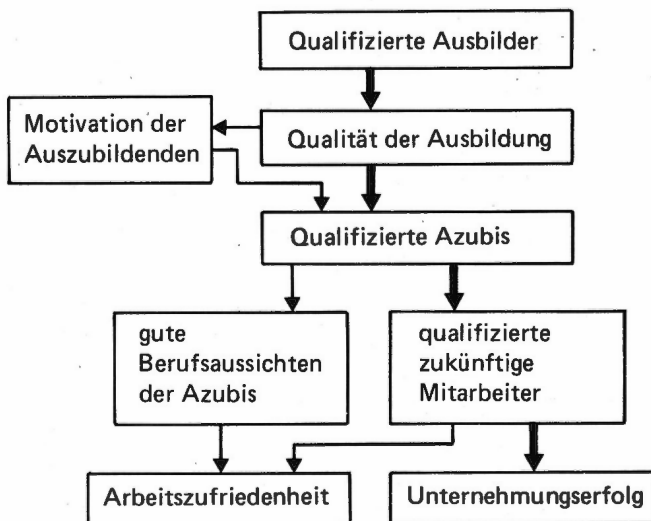 Qualifizierte Ausbilder
Motivation der
Auszubildenden
Qualität der Ausbildung
Qualifizierte Azubis
gute
Berufsaussichten
der Azubis
qualifizierte
zukünftige
Mitarbeiter
Arbeitszufriedenheit
Unternehmungserfolg